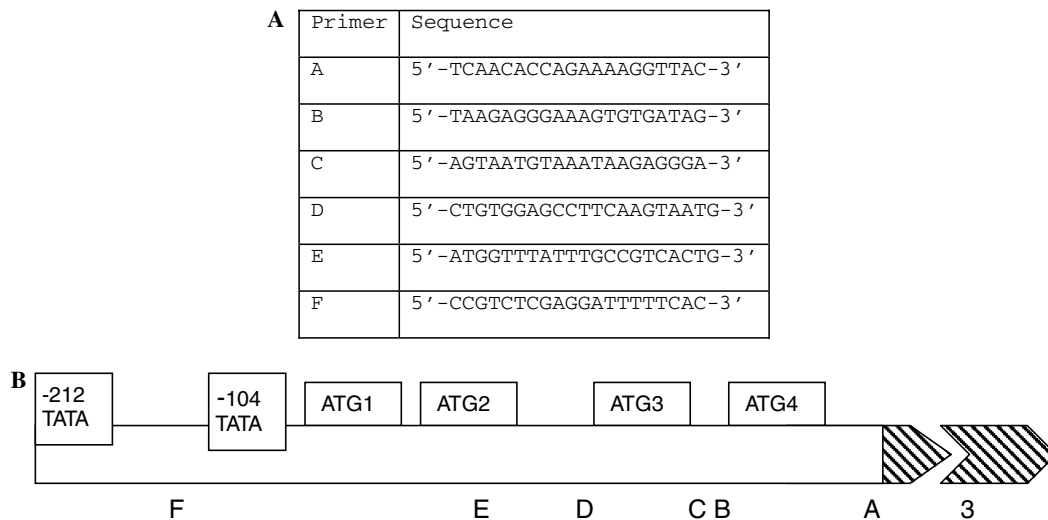 A
Primer Sequence
A 5'-TCAACACCAGAAAAGGTTAC-3'
B 5'-TAAGAGGGAAAGTGTGATAG-3'
C 5'-AGTAATGTAAATAAGAGGGA-3'
D 5'-CTGTGGAGCCTTCAAGTAATG-3'
E 5'-ATGGTTTATTTGCCGTCACTG-3'
F 5'-CCGTCTCGAGGATTTTTCAC-3'
B
-212 -104 ATG1 ATG2 ATG3 ATG4
TATA TATA
F E D C B A 3